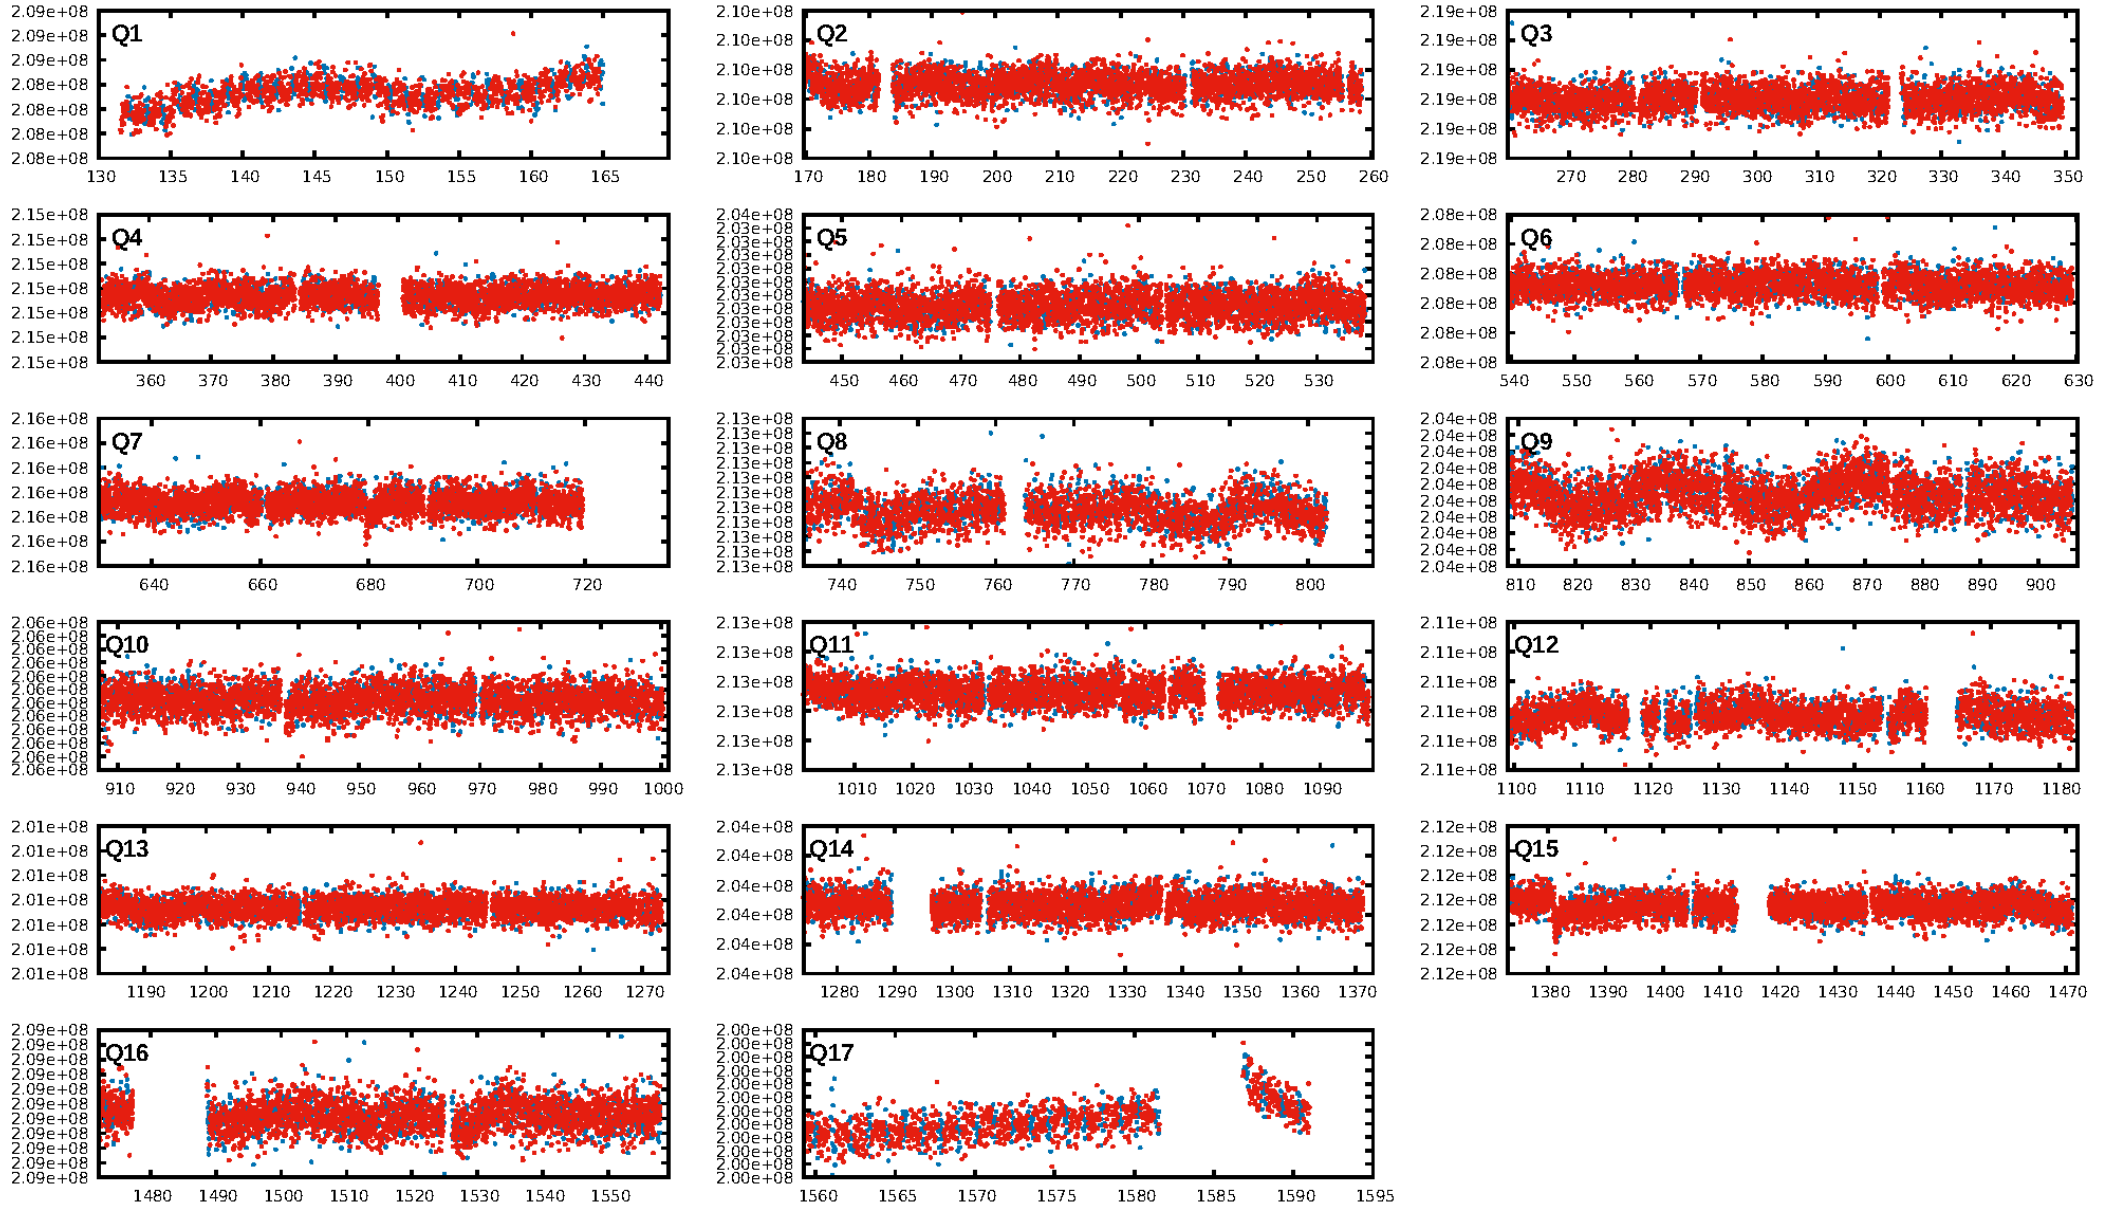 2.09e+08 2.09e+08 2.09e+08 2.08e+08 2.08e+08 2.08e+08 2.08e+08
Q1
130 135 140 145 150 155 160 165
2.10e+08 2.10e+08 2.10e+08 2.10e+08 2.10e+08 2.10e+08
Q2
170 180 190 200 210 220 230 240 250 260
2.19e+08 2.19e+08 2.19e+08 2.19e+08 2.19e+08 2.19e+08
Q3
270 280 290 300 310 320 330 340 350
2.15e+08 2.15e+08 2.15e+08 2.15e+08 2.15e+08 2.15e+08 2.15e+08
Q4
360 370 380 390 400 410 420 430 440
2.04e+08 2.03e+08 2.03e+08 2.03e+08 2.03e+08 2.03e+08 2.03e+08 2.03e+08 2.03e+08 2.03e+08 2.03e+08 2.03e+08
Q5
450 460 470 480 490 500 510 520 530
2.08e+08 2.08e+08 2.08e+08 2.08e+08 2.08e+08 2.08e+08
Q6
540 550 560 570 580 590 600 610 620 630
2.16e+08 2.16e+08 2.16e+08 2.16e+08 2.16e+08 2.16e+08 2.16e+08
Q7
640 660 680 700 720
2.13e+08 2.13e+08 2.13e+08 2.13e+08 2.13e+08 2.13e+08 2.13e+08 2.13e+08 2.13e+08 2.13e+08 2.13e+08
Q8
740 750 760 770 780 790 800
2.04e+08 2.04e+08 2.04e+08 2.04e+08 2.04e+08 2.04e+08 2.04e+08 2.04e+08 2.04e+08 2.04e+08
Q9
810 820 830 840 850 860 870 880 890 900
2.06e+08 2.06e+08 2.06e+08 2.06e+08 2.06e+08 2.06e+08 2.06e+08 2.06e+08 2.06e+08 2.06e+08 2.06e+08 2.06e+08
Q10
910 920 930 940 950 960 970 980 990 1000
2.13e+08 2.13e+08 2.13e+08 2.13e+08 2.13e+08 2.13e+08
Q11
1010 1020 1030 1040 1050 1060 1070 1080 1090
2.11e+08 2.11e+08 2.11e+08 2.11e+08 2.11e+08 2.11e+08
Q12
1100 1110 1120 1130 1140 1150 1160 1170 1180
2.01e+08 2.01e+08 2.01e+08 2.01e+08 2.01e+08 2.01e+08 2.01e+08
Q13
1190 1200 1210 1220 1230 1240 1250 1260 1270
2.04e+08 2.04e+08 2.04e+08 2.04e+08 2.04e+08 2.04e+08
Q14
1280 1290 1300 1310 1320 1330 1340 1350 1360 1370
2.12e+08 2.12e+08 2.12e+08 2.12e+08 2.12e+08 2.12e+08 2.12e+08
Q15
1380 1390 1400 1410 1420 1430 1440 1450 1460 1470
2.09e+08 2.09e+08 2.09e+08 2.09e+08 2.09e+08 2.09e+08 2.09e+08 2.09e+08 2.09e+08 2.09e+08 2.09e+08
Q16
1480 1490 1500 1510 1520 1530 1540 1550
2.00e+08 2.00e+08 2.00e+08 2.00e+08 2.00e+08 2.00e+08 2.00e+08 2.00e+08 2.00e+08 2.00e+08 2.00e+08 2.00e+08
Q17
1560 1565 1570 1575 1580 1585 1590 1595